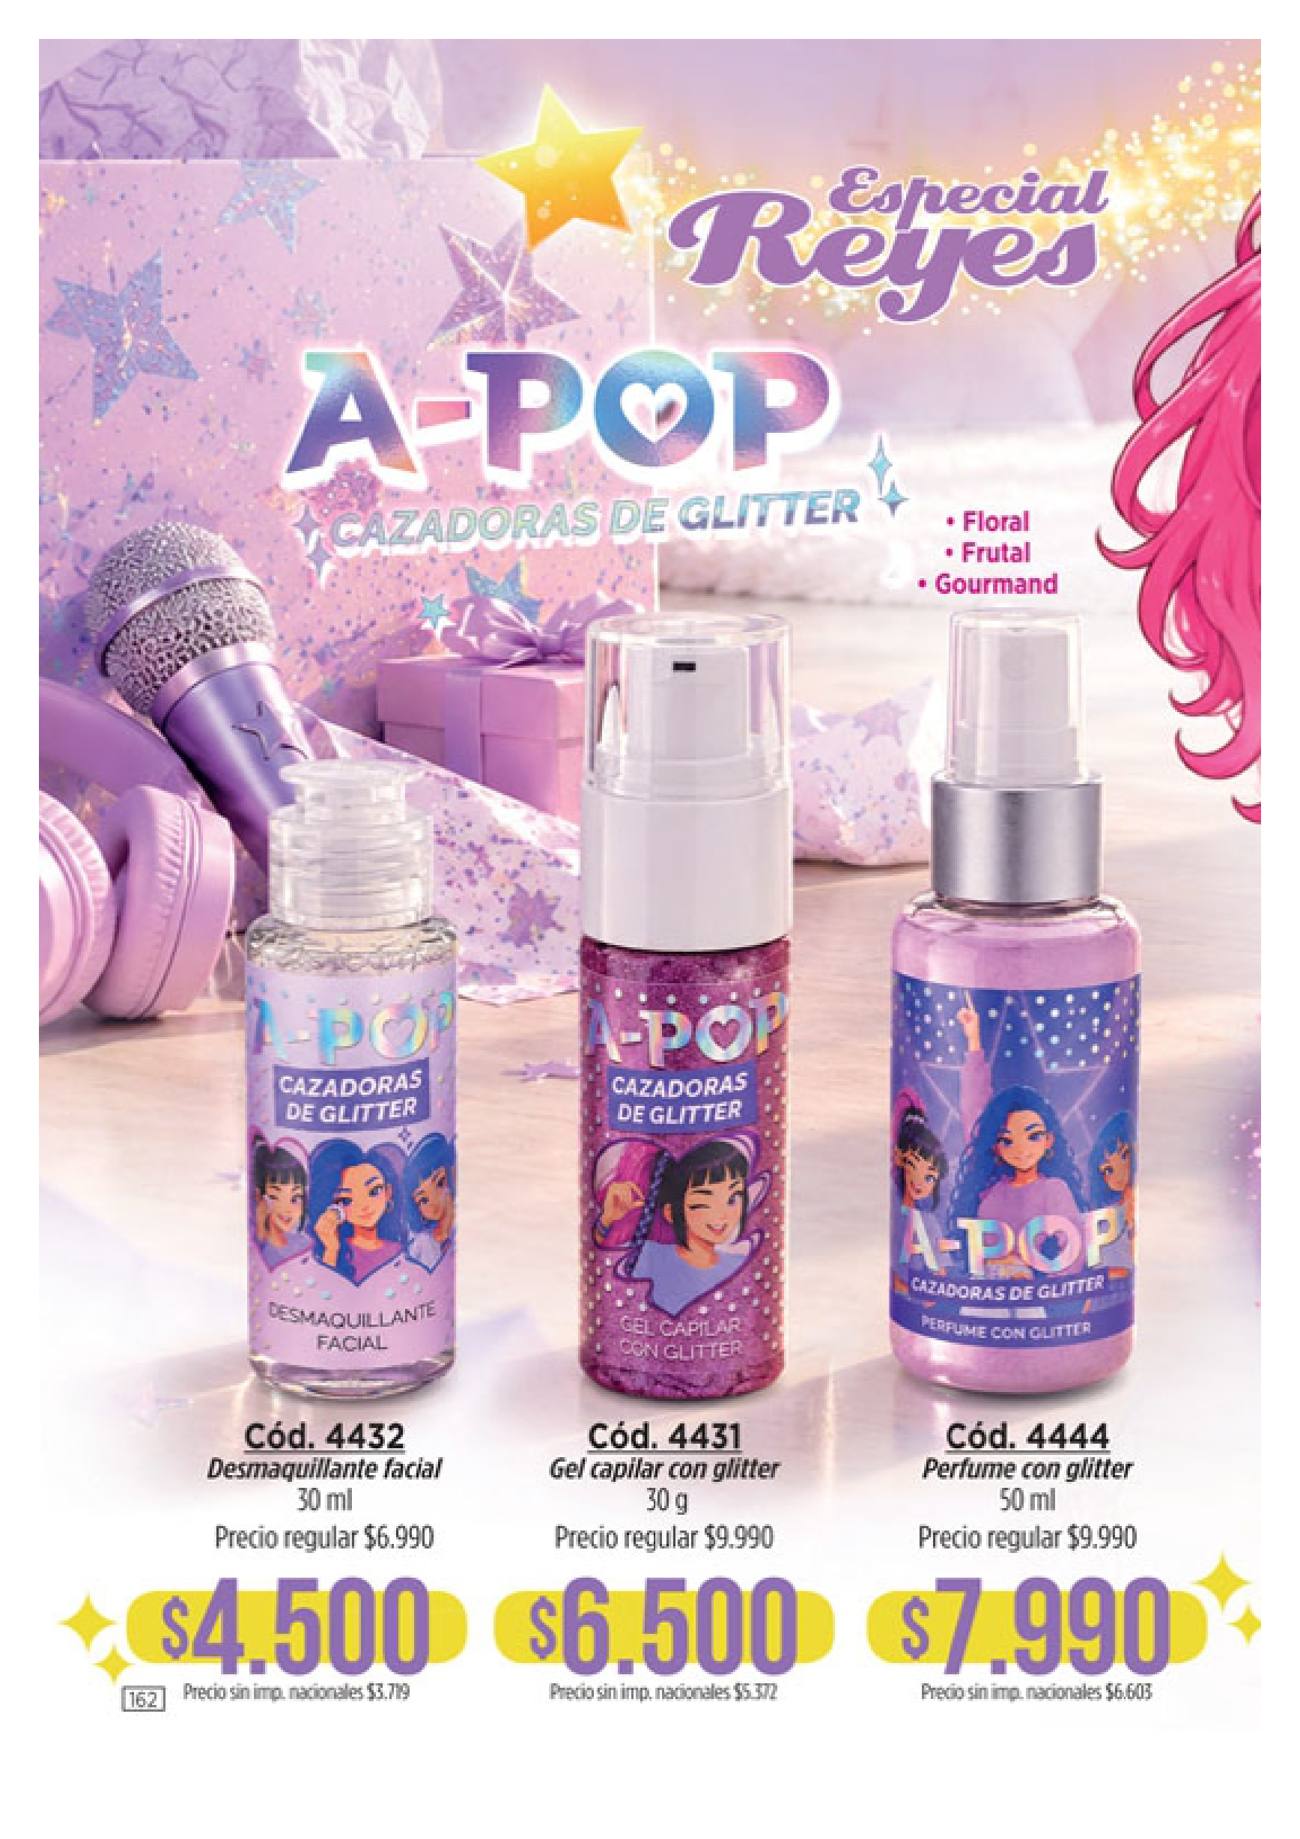 Especial
Reyes
A-POP
CAZADORAS DE GLITTER
• Floral
• Frutal
• Gourmand
A-POP
CAZADORAS
DE GLITTER
DESMAQUILLANTE
FACIAL
A-POP
CAZADORAS
DE GLITTER
GEL CAPILAR
CON GLITTER
A-POP
CAZADORAS DE GLITTER
PERFUME CON GLITTER
Cód. 4432
Desmaquillante facial
30 ml
Precio regular $6.990
$4.500
Precio sin imp. nacionales $3.719
Cód. 4431
Gel capilar con glitter
30 g
Precio regular $9.990
$6.500
Precio sin imp. nacionales $5.372
Cód. 4444
Perfume con glitter
50 ml
Precio regular $9.990
$7.990
Precio sin imp. nacionales $6.603
162